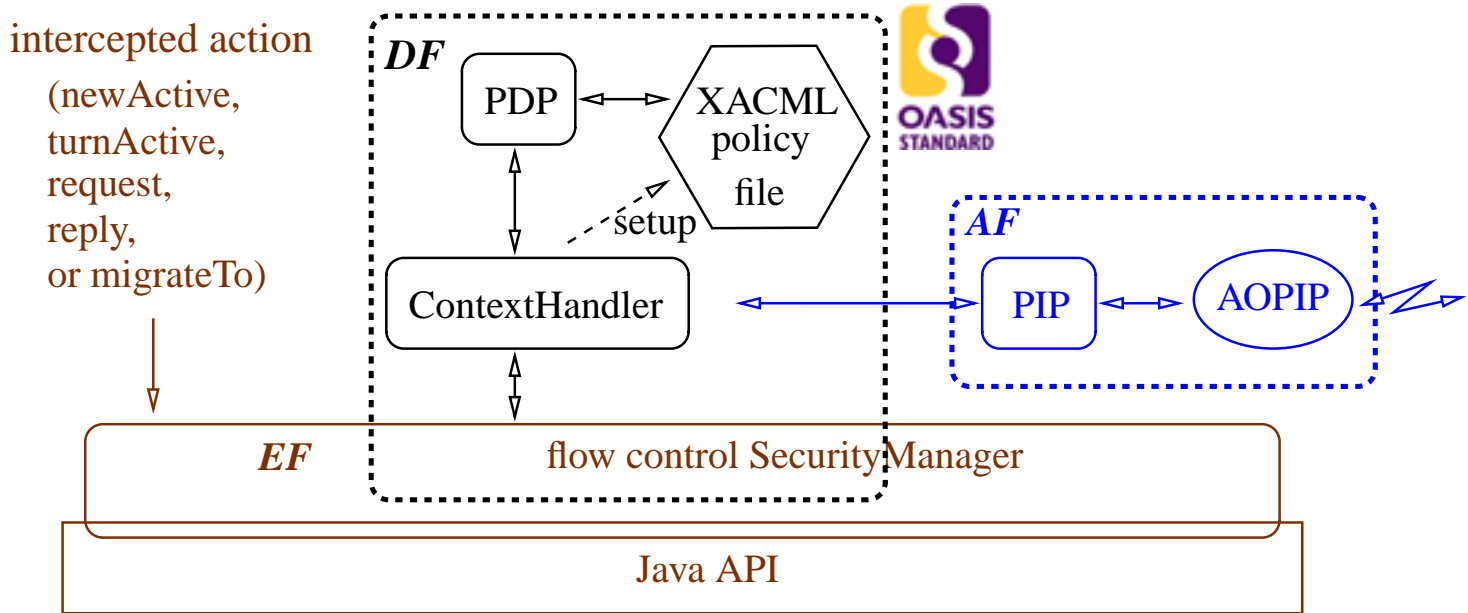 intercepted action
(newActive,
turnActive,
request,
reply,
or migrateTo)
DF
PDP
XACML
policy
file
setup
ContextHandler
OASIS
STANDARD
AF
PIP
AOPIP
EF
flow control SecurityManager
Java API